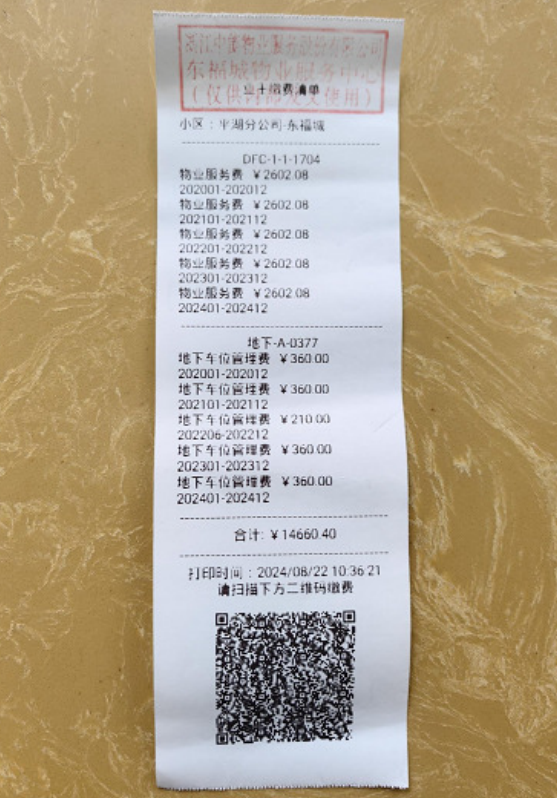 东福城物业服务中心
业主缴费清单
小区：平湖分公司-东福城
DFC-1-1-1704
物业服务费 ￥2602.08
202001-202012
物业服务费 ￥2602.08
202101-202112
物业服务费 ￥2602.08
202201-202212
物业服务费 ￥2602.08
202301-202312
物业服务费 ￥2602.08
202401-202412
地下-A-0377
地下车位管理费 ￥360.00
202001-202012
地下车位管理费 ￥360.00
202101-202112
地下车位管理费 ￥210.00
202206-202212
地下车位管理费 ￥360.00
202301-202312
地下车位管理费 ￥360.00
202401-202412
合计: ￥14660.40
打印时间：2024/08/22 10:36:21
请扫描下方二维码缴费